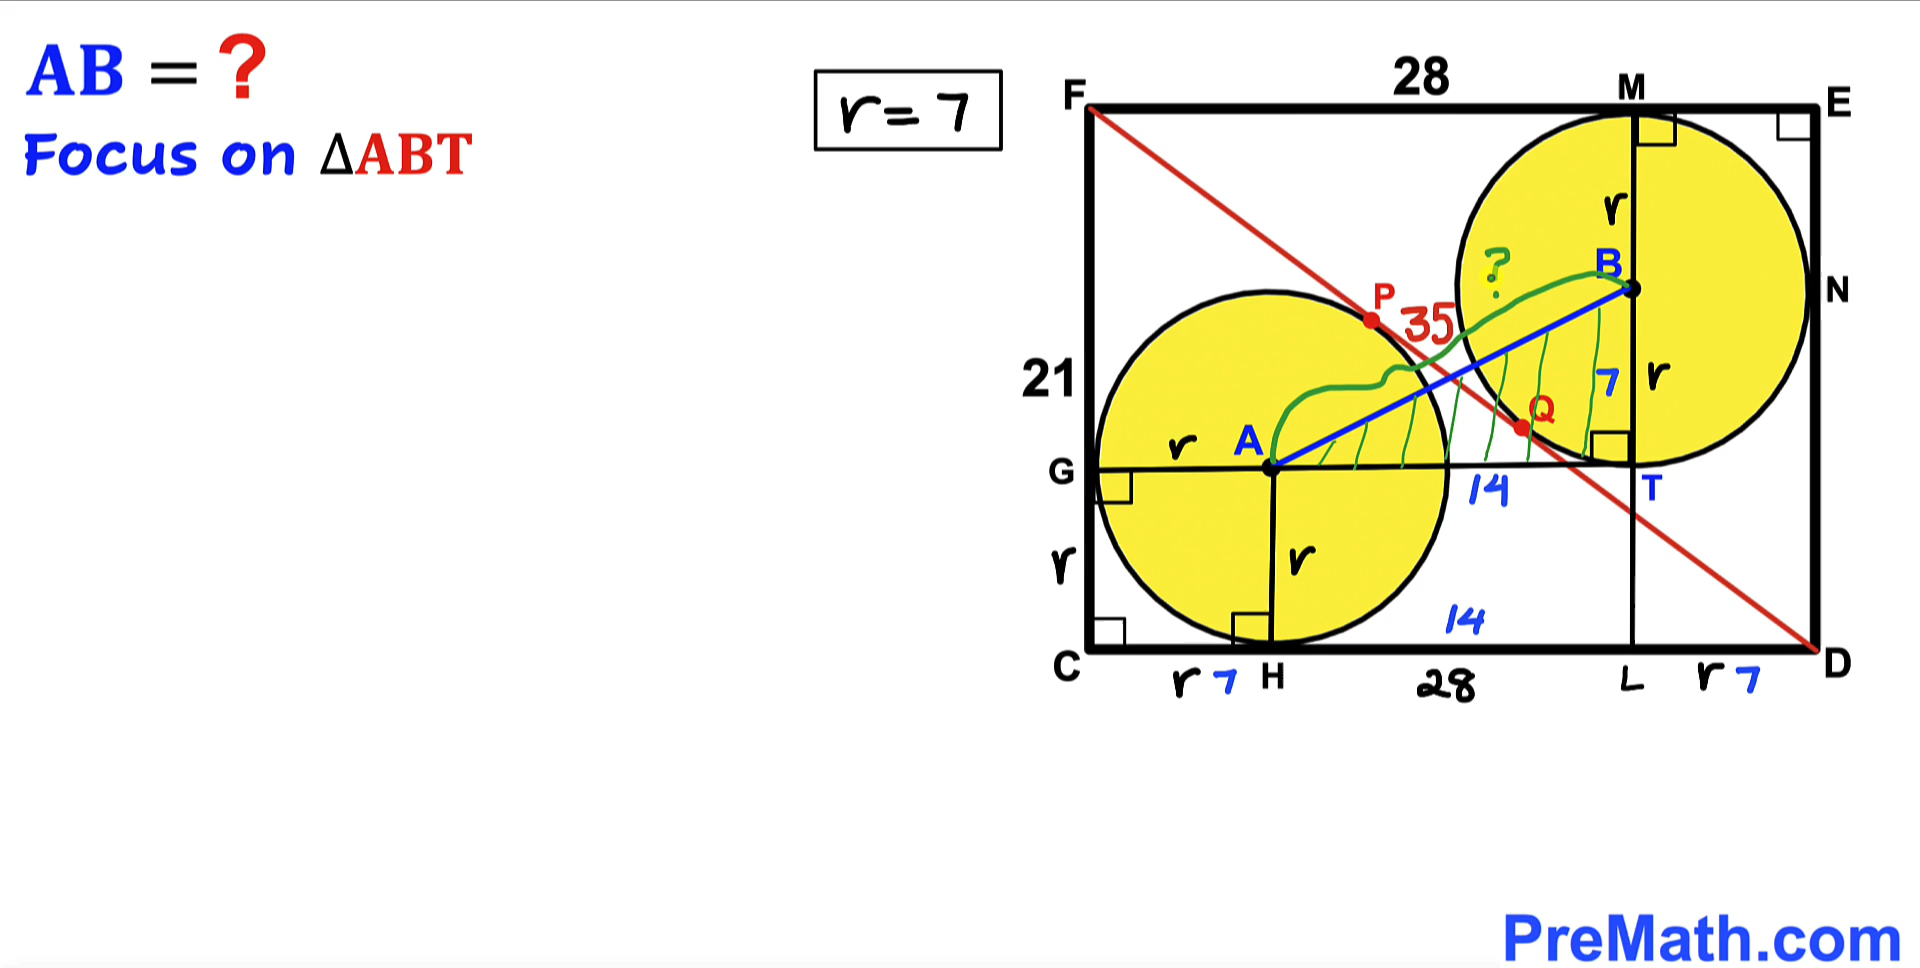 AB = ?
Focus on ΔABT
r = 7
28
F
M
E
r
B
?
N
P
35
21
7
r
Q
A
r
G
14
T
r
r
14
C
r 7
H
28
L
r 7
D
PreMath.com